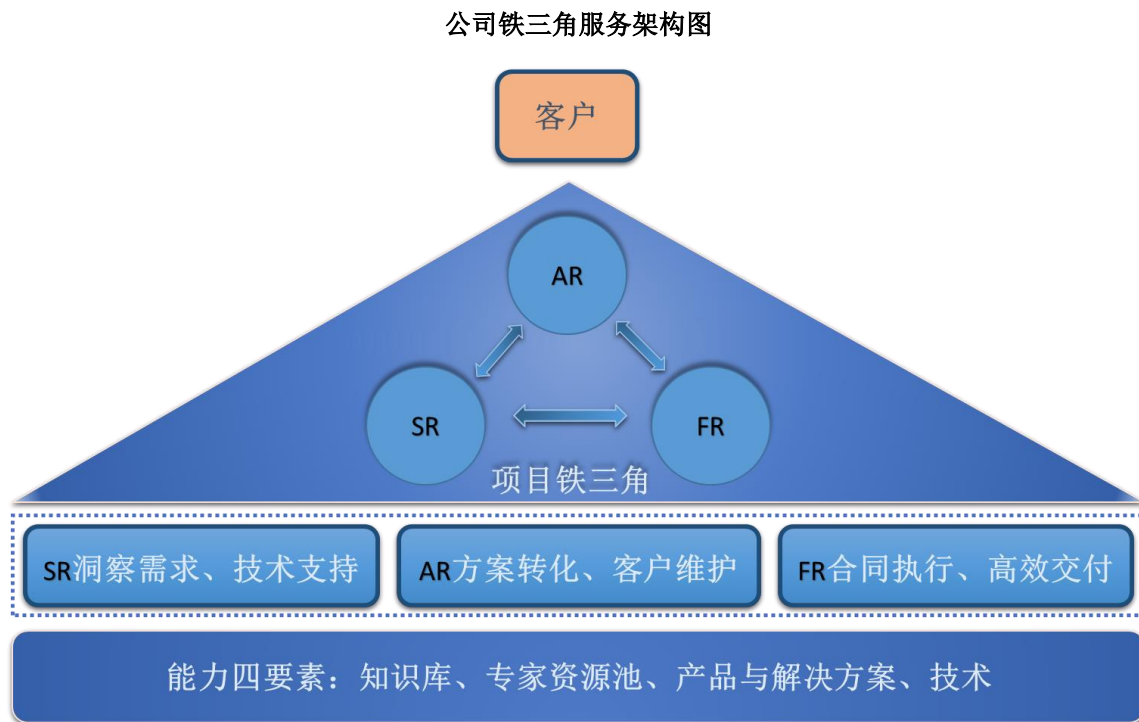 公司铁三角服务架构图
客户
AR
SR
FR
项目铁三角
SR洞察需求、技术支持
AR方案转化、客户维护
FR合同执行、高效交付
能力四要素：知识库、专家资源池、产品与解决方案、技术